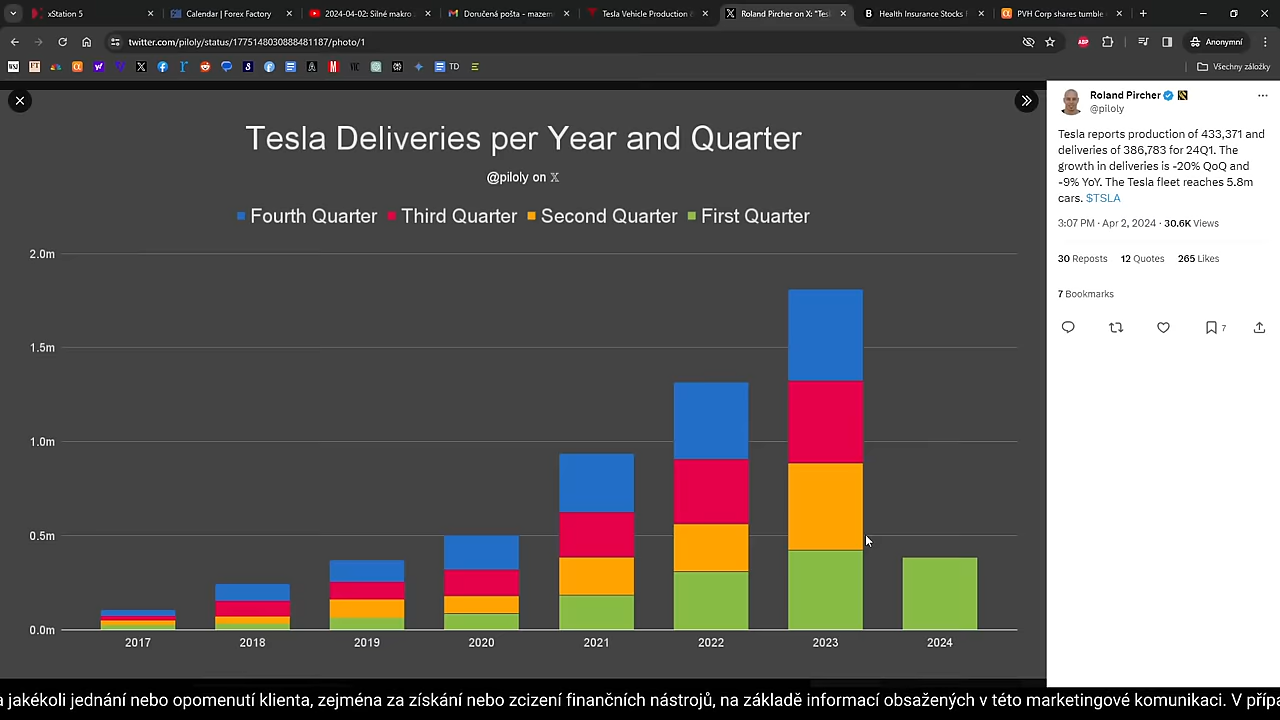 xStation 5
Calendar | Forex Factory
2024-04-02: Silné makro
Doručená pošta – mazem
Tesla Vehicle Production &
Roland Pircher on X: "Tes
Health Insurance Stocks
PVH Corp shares tumble
twitter.com/piloly/status/1775148030888481187/photo/1
Anonymní
TD
Všechny záložky
Tesla Deliveries per Year and Quarter
@piloly on 𝕏
Fourth Quarter Third Quarter Second Quarter First Quarter
2.0m
1.5m
1.0m
0.5m
0.0m
2017 2018 2019 2020 2021 2022 2023 2024
Roland Pircher
@piloly
Tesla reports production of 433,371 and
deliveries of 386,783 for 24Q1. The
growth in deliveries is -20% QoQ and
-9% YoY. The Tesla fleet reaches 5.8m
cars. $TSLA
3:07 PM · Apr 2, 2024 · 30.6K Views
30 Reposts 12 Quotes 265 Likes
7 Bookmarks
7
a jakékoli jednání nebo opomenutí klienta, zejména za získání nebo zcizení finančních nástrojů, na základě informací obsažených v této marketingové komunikaci. V přípa